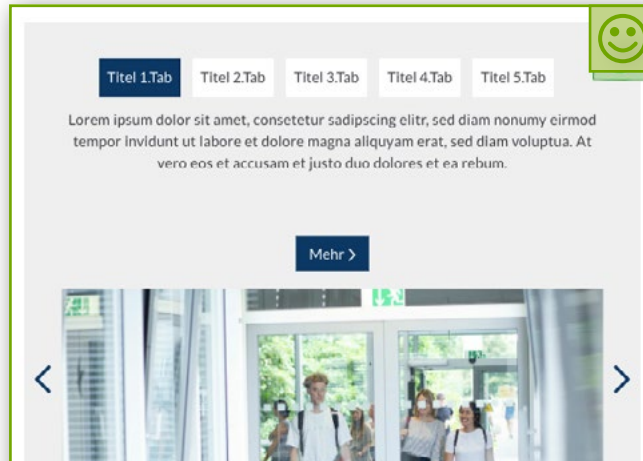 Titel 1.Tab Titel 2.Tab Titel 3.Tab Titel 4.Tab Titel 5.Tab
Lorem ipsum dolor sit amet, consetetur sadipscing elitr, sed diam nonumy eirmod
tempor invidunt ut labore et dolore magna aliquyam erat, sed diam voluptua. At
vero eos et accusam et justo duo dolores et ea rebum.
Mehr